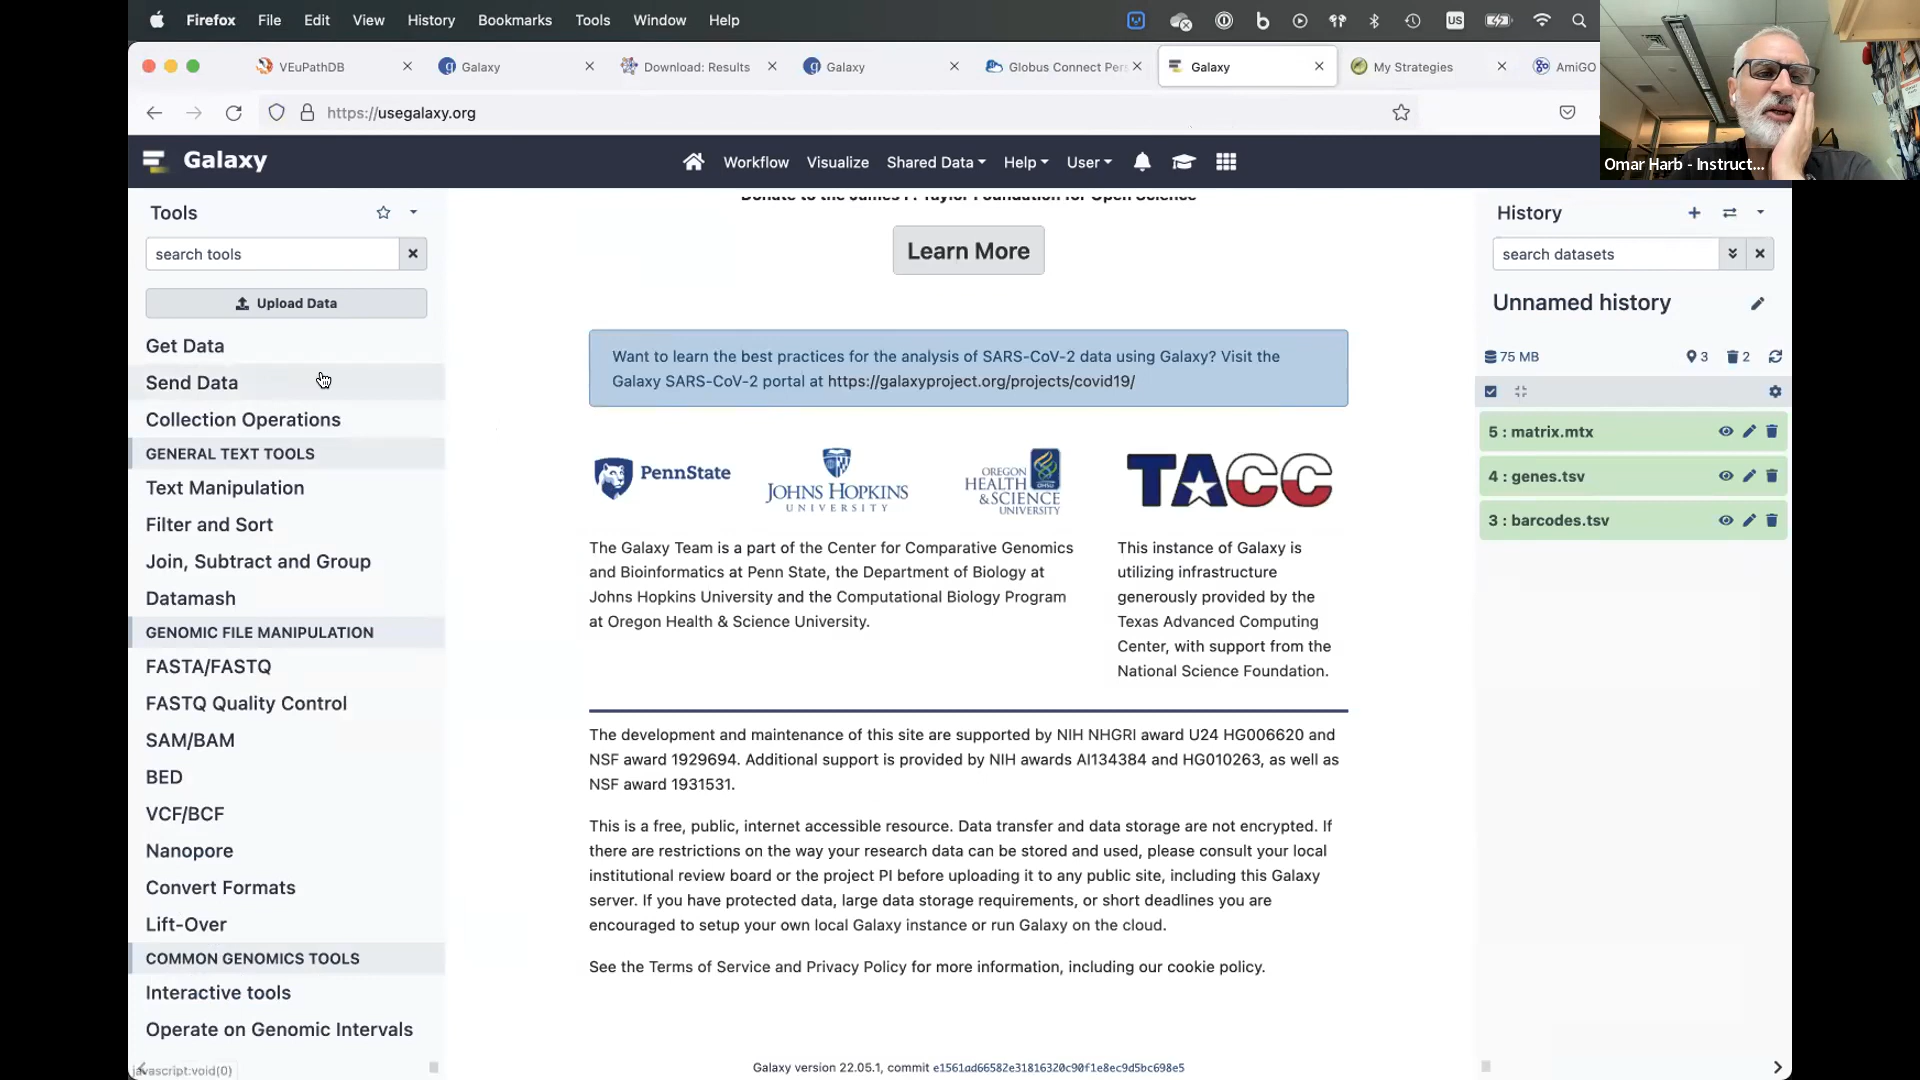 Firefox File Edit View History Bookmarks Tools Window Help
US
VEuPathDB
Galaxy
Download: Results
Galaxy
Globus Connect Per
Galaxy
My Strategies
AmiGO
https://usegalaxy.org
Galaxy
Workflow Visualize Shared Data Help User
Omar Harb - Instruct...
Tools
search tools
Upload Data
Get Data
Send Data
Collection Operations
GENERAL TEXT TOOLS
Text Manipulation
Filter and Sort
Join, Subtract and Group
Datamash
GENOMIC FILE MANIPULATION
FASTA/FASTQ
FASTQ Quality Control
SAM/BAM
BED
VCF/BCF
Nanopore
Convert Formats
Lift-Over
COMMON GENOMICS TOOLS
Interactive tools
Operate on Genomic Intervals
javascript:void(0)
Donate to the James P. Taylor Foundation for Open Science
Learn More
Want to learn the best practices for the analysis of SARS-CoV-2 data using Galaxy? Visit the
Galaxy SARS-CoV-2 portal at https://galaxyproject.org/projects/covid19/
PennState
JOHNS HOPKINS
UNIVERSITY
OREGON
HEALTH
& SCIENCE
UNIVERSITY
OHSU
TACC
The Galaxy Team is a part of the Center for Comparative Genomics
and Bioinformatics at Penn State, the Department of Biology at
Johns Hopkins University and the Computational Biology Program
at Oregon Health & Science University.
This instance of Galaxy is
utilizing infrastructure
generously provided by the
Texas Advanced Computing
Center, with support from the
National Science Foundation.
The development and maintenance of this site are supported by NIH NHGRI award U24 HG006620 and
NSF award 1929694. Additional support is provided by NIH awards AI134384 and HG010263, as well as
NSF award 1931531.
This is a free, public, internet accessible resource. Data transfer and data storage are not encrypted. If
there are restrictions on the way your research data can be stored and used, please consult your local
institutional review board or the project PI before uploading it to any public site, including this Galaxy
server. If you have protected data, large data storage requirements, or short deadlines you are
encouraged to setup your own local Galaxy instance or run Galaxy on the cloud.
See the Terms of Service and Privacy Policy for more information, including our cookie policy.
Galaxy version 22.05.1, commit e1561ad66582e31816320c90f1e8ec9d5bc698e5
History
search datasets
Unnamed history
75 MB
3 2
5 : matrix.mtx
4 : genes.tsv
3 : barcodes.tsv